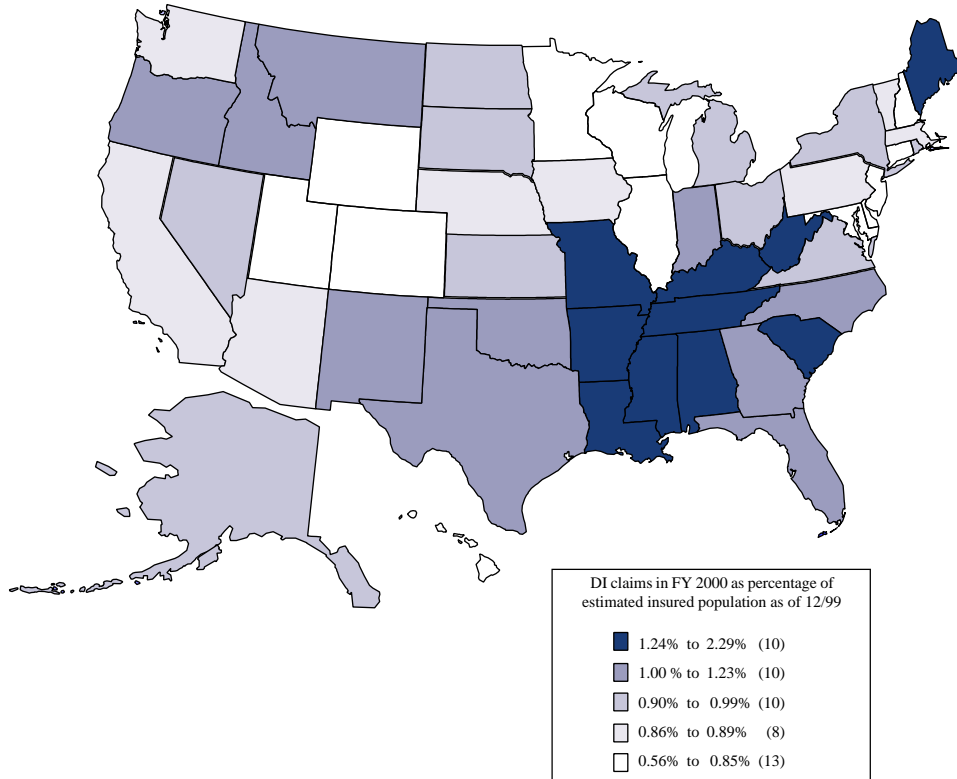 DI claims in FY 2000 as percentage of
estimated insured population as of 12/99
1.24% to 2.29% (10)
1.00 % to 1.23% (10)
0.90% to 0.99% (10)
0.86% to 0.89% (8)
0.56% to 0.85% (13)